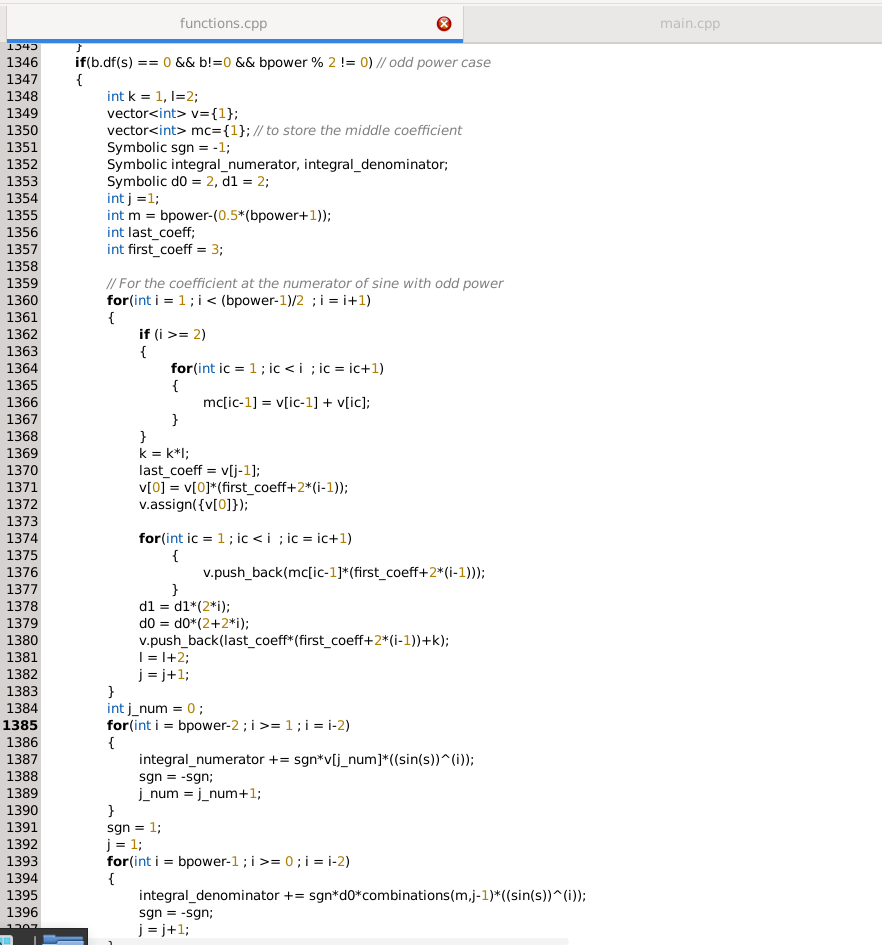 functions.cpp
main.cpp
1345 }
1346 if(b.df(s) == 0 && b!=0 && bpower % 2 != 0) // odd power case
1347 {
1348 int k = 1, l=2;
1349 vector<int> v={1};
1350 vector<int> mc={1}; // to store the middle coefficient
1351 Symbolic sgn = -1;
1352 Symbolic integral_numerator, integral_denominator;
1353 Symbolic d0 = 2, d1 = 2;
1354 int j =1;
1355 int m = bpower-(0.5*(bpower+1));
1356 int last_coeff;
1357 int first_coeff = 3;
1358
1359 // For the coefficient at the numerator of sine with odd power
1360 for(int i = 1 ; i < (bpower-1)/2  ; i = i+1)
1361 {
1362 if (i >= 2)
1363 {
1364 for(int ic = 1 ; ic < i  ; ic = ic+1)
1365 {
1366 mc[ic-1] = v[ic-1] + v[ic];
1367 }
1368 }
1369 k = k*l;
1370 last_coeff = v[j-1];
1371 v[0] = v[0]*(first_coeff+2*(i-1));
1372 v.assign({v[0]});
1373
1374 for(int ic = 1 ; ic < i  ; ic = ic+1)
1375 {
1376 v.push_back(mc[ic-1]*(first_coeff+2*(i-1)));
1377 }
1378 d1 = d1*(2*i);
1379 d0 = d0*(2+2*i);
1380 v.push_back(last_coeff*(first_coeff+2*(i-1))+k);
1381 l = l+2;
1382 j = j+1;
1383 }
1384 int j_num = 0 ;
1385 for(int i = bpower-2 ; i >= 1 ; i = i-2)
1386 {
1387 integral_numerator += sgn*v[j_num]*((sin(s))^(i));
1388 sgn = -sgn;
1389 j_num = j_num+1;
1390 }
1391 sgn = 1;
1392 j = 1;
1393 for(int i = bpower-1 ; i >= 0 ; i = i-2)
1394 {
1395 integral_denominator += sgn*d0*combinations(m,j-1)*((sin(s))^(i));
1396 sgn = -sgn;
1397 j = j+1;
}